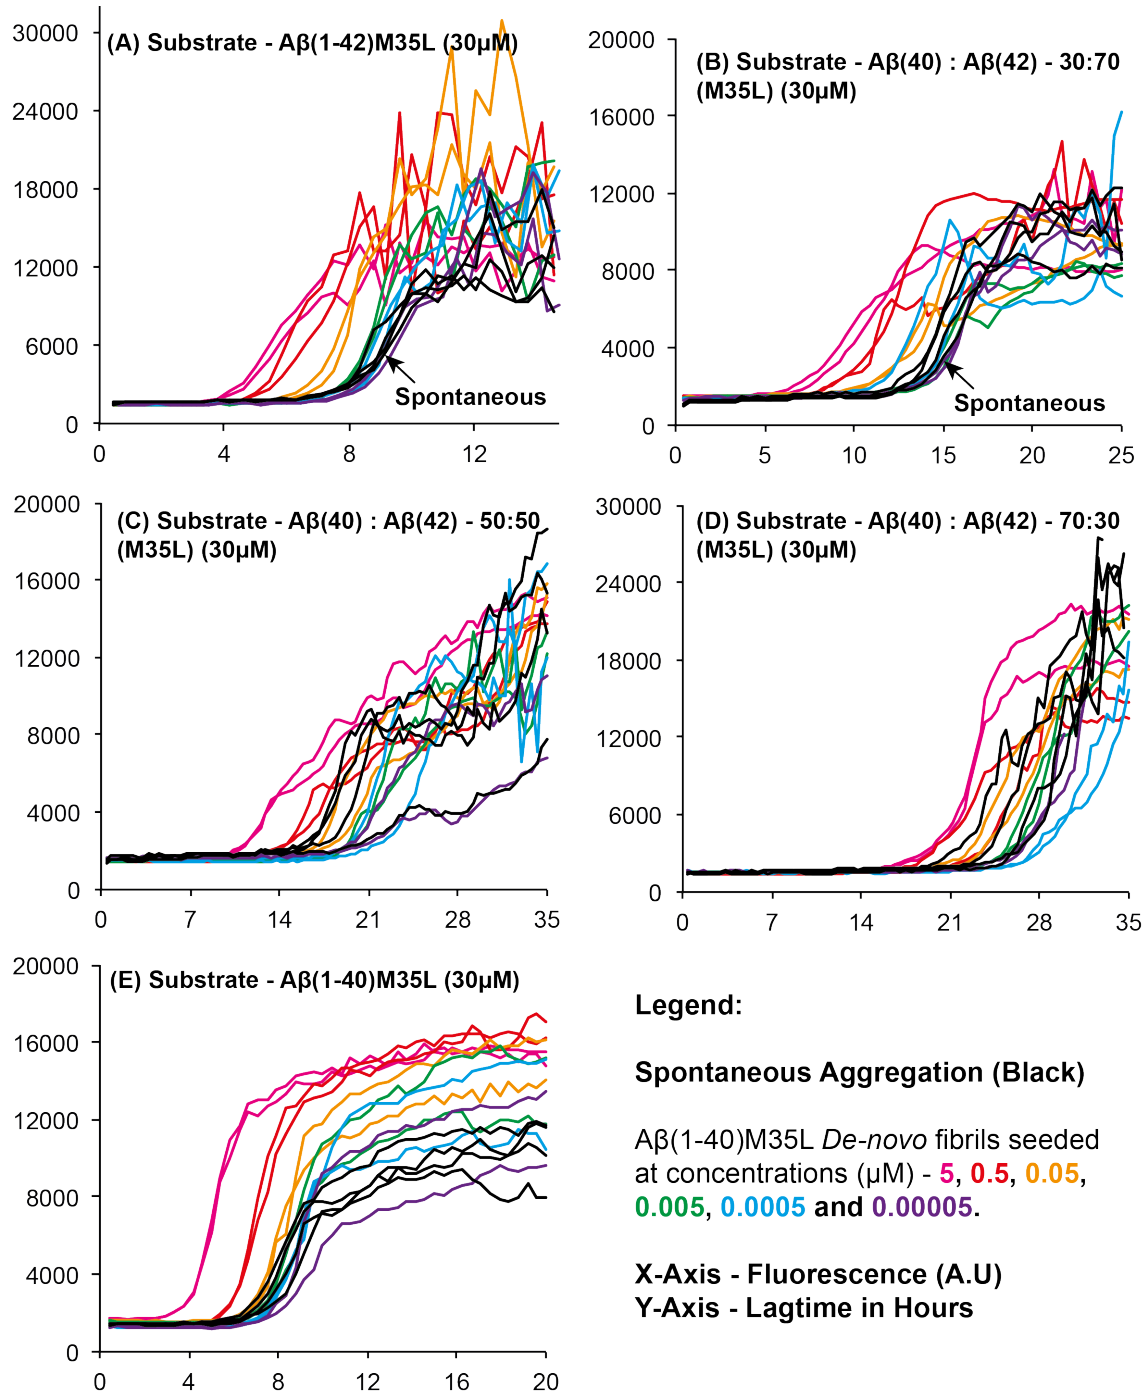 (A) Substrate - Aβ(1-42)M35L (30µM)
30000
24000
18000
12000
6000
0
Spontaneous
0 4 8 12
(B) Substrate - Aβ(40) : Aβ(42) - 30:70
(M35L) (30µM)
20000
16000
12000
8000
4000
0
Spontaneous
0 5 10 15 20 25
(C) Substrate - Aβ(40) : Aβ(42) - 50:50
(M35L) (30µM)
20000
16000
12000
8000
4000
0
0 7 14 21 28 35
(D) Substrate - Aβ(40) : Aβ(42) - 70:30
(M35L) (30µM)
30000
24000
18000
12000
6000
0
0 7 14 21 28 35
(E) Substrate - Aβ(1-40)M35L (30µM)
20000
16000
12000
8000
4000
0
0 4 8 12 16 20
Legend:
Spontaneous Aggregation (Black)
Aβ(1-40)M35L De-novo fibrils seeded
at concentrations (µM) - 5, 0.5, 0.05,
0.005, 0.0005 and 0.00005.
X-Axis - Fluorescence (A.U)
Y-Axis - Lagtime in Hours